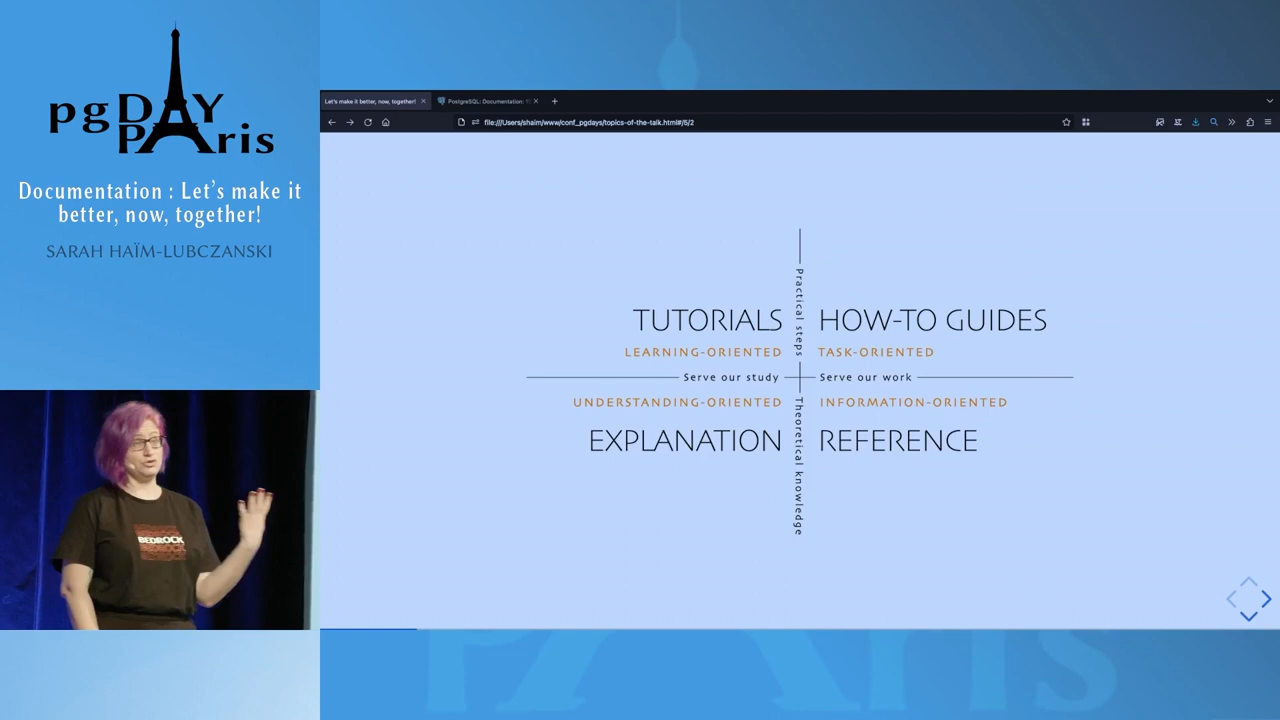 pgDAY
PAris
Documentation : Let's make it
better, now, together!
SARAH HAÏM-LUBCZANSKI
Let's make it better, now, together!
PostgreSQL: Documentation:
file:///Users/shaim/www/conf_pgdays/topics-of-the-talk.html#/5/2
Practical steps
TUTORIALS
HOW-TO GUIDES
LEARNING-ORIENTED
TASK-ORIENTED
Serve our study
Serve our work
UNDERSTANDING-ORIENTED
INFORMATION-ORIENTED
EXPLANATION
REFERENCE
Theoretical knowledge
BEDROCK
PAris